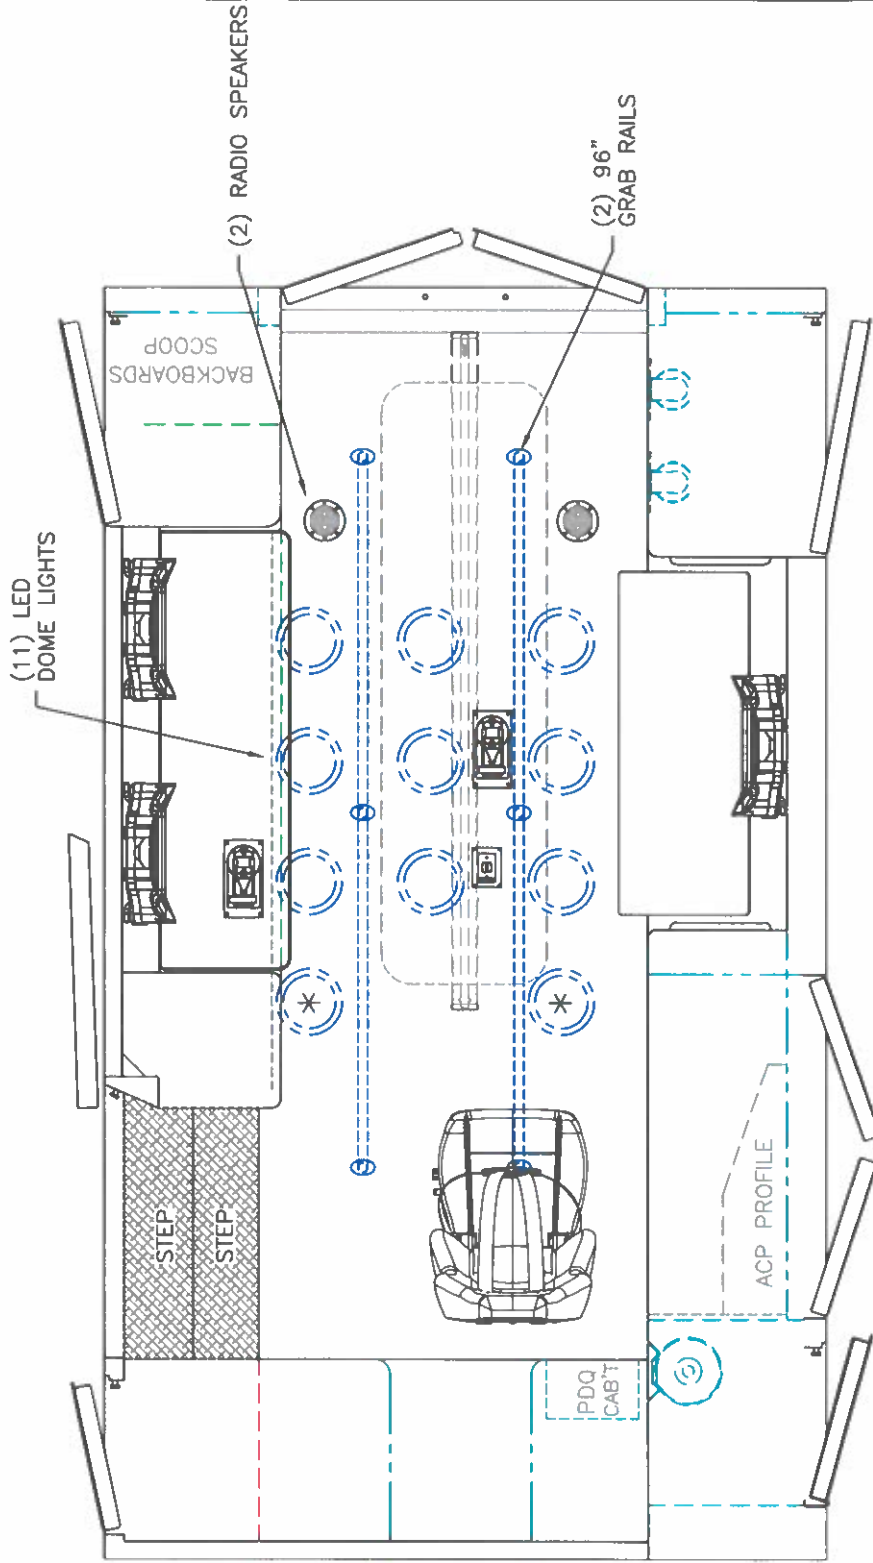 (2) RADIO SPEAKERS
(2) 96"
GRAB RAILS
(11) LED
DOME LIGHTS
BACKBOARDS
SCOOP
STEP
STEP
ACP PROFILE
PDQ
CAB'T